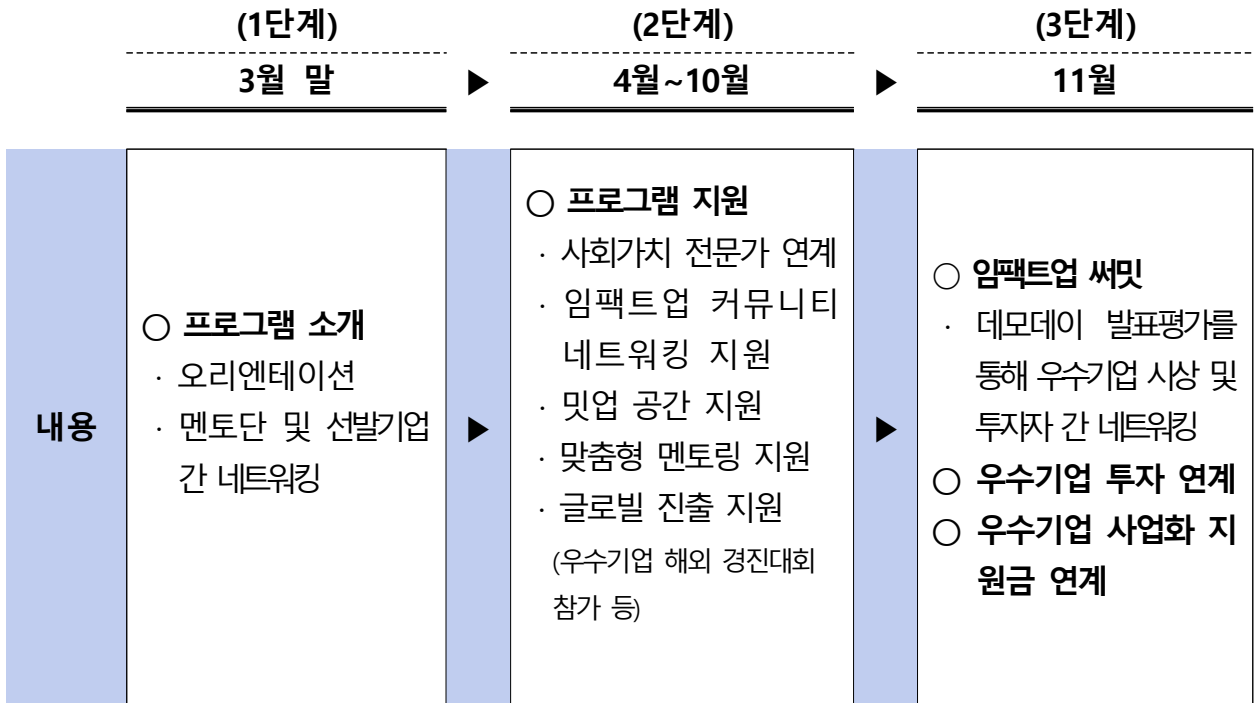 (1단계)
3월 말
▶
(2단계)
4월~10월
▶
(3단계)
11월
내용
○ 프로그램 소개
· 오리엔테이션
· 멘토단 및 선발기업
간 네트워킹
▶
○ 프로그램 지원
· 사회가치 전문가 연계
· 임팩트업 커뮤니티
네트워킹 지원
· 밋업 공간 지원
· 맞춤형 멘토링 지원
· 글로빌 진출 지원
(우수기업 해외 경진대회
참가 등)
▶
○ 임팩트업 써밋
· 데모데이 발표평가를
통해 우수기업 시상 및
투자자 간 네트워킹
○ 우수기업 투자 연계
○ 우수기업 사업화 지
원금 연계